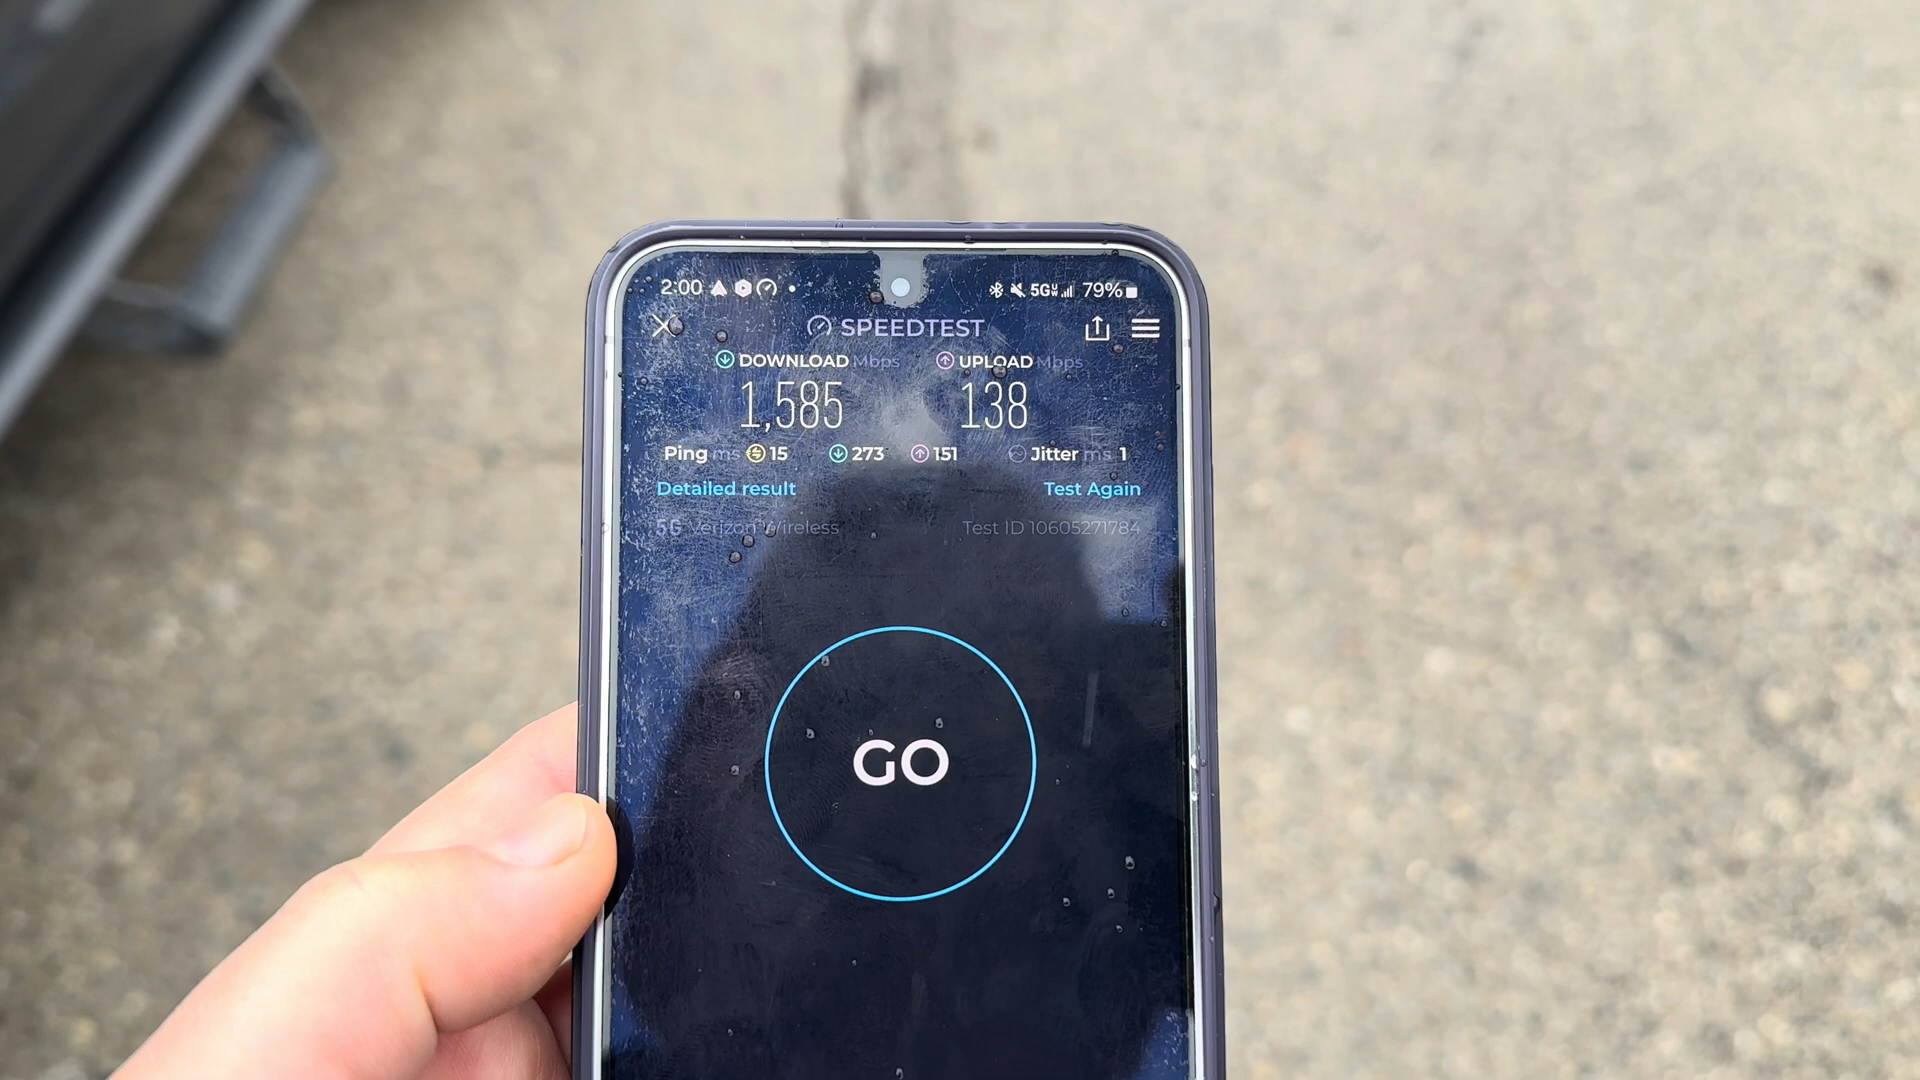 2:00 5G UW 79%
SPEEDTEST
DOWNLOAD Mbps UPLOAD Mbps
1,585 138
Ping ms 15 273 151 Jitter ms 1
Detailed result Test Again
5G Verizon Wireless Test ID 10605271784
GO